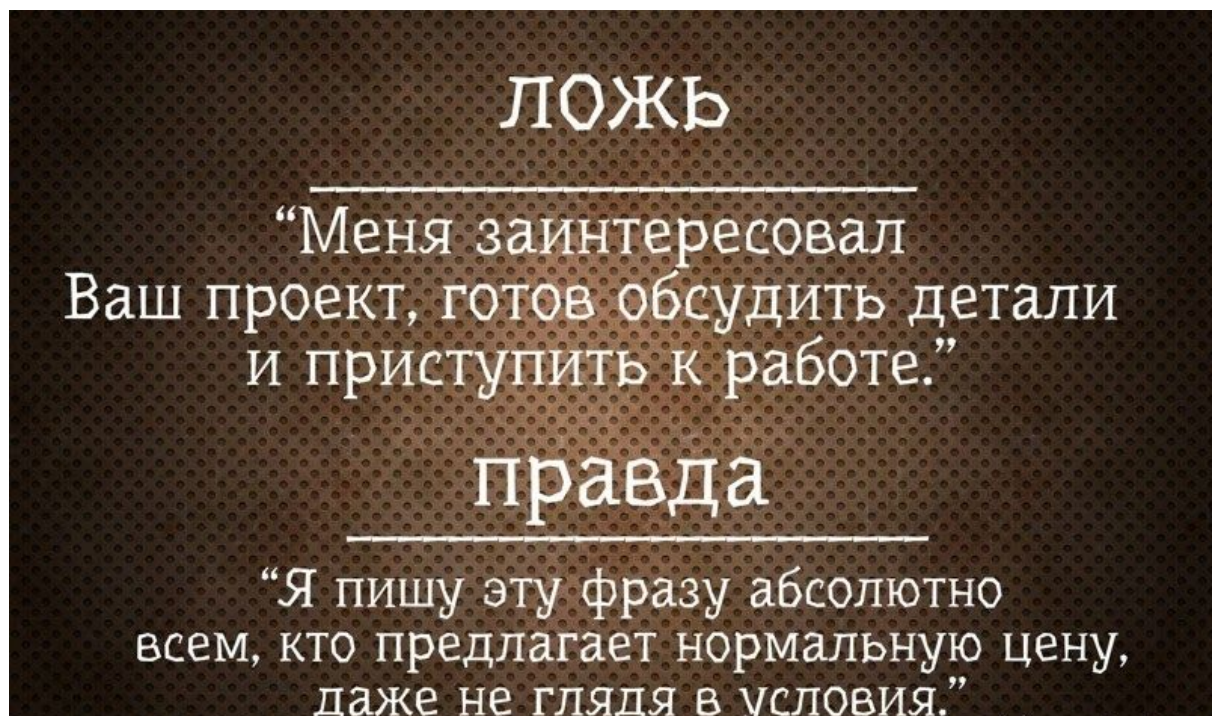 ложь
“Меня заинтересовал
Ваш проект, готов обсудить детали
и приступить к работе.”
правда
“Я пишу эту фразу абсолютно
всем, кто предлагает нормальную цену,
даже не глядя в условия.”